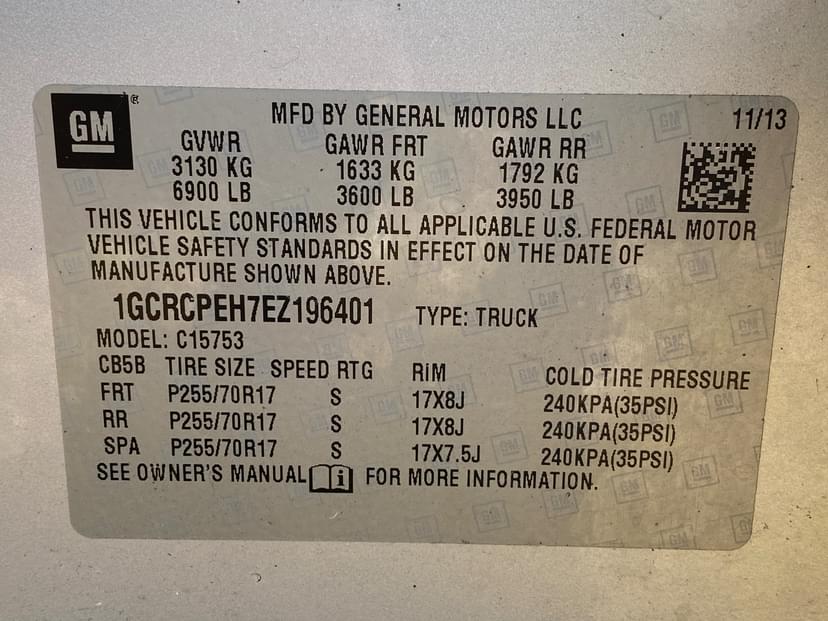 GM ® MFD BY GENERAL MOTORS LLC 11/13
GVWR GAWR FRT GAWR RR
3130 KG 1633 KG 1792 KG
6900 LB 3600 LB 3950 LB
THIS VEHICLE CONFORMS TO ALL APPLICABLE U.S. FEDERAL MOTOR
VEHICLE SAFETY STANDARDS IN EFFECT ON THE DATE OF
MANUFACTURE SHOWN ABOVE.
1GCRCPEH7EZ196401 TYPE: TRUCK
MODEL: C15753
CB5B TIRE SIZE SPEED RTG RIM COLD TIRE PRESSURE
FRT P255/70R17 S 17X8J 240KPA(35PSI)
RR P255/70R17 S 17X8J 240KPA(35PSI)
SPA P255/70R17 S 17X7.5J 240KPA(35PSI)
SEE OWNER'S MANUAL i FOR MORE INFORMATION.